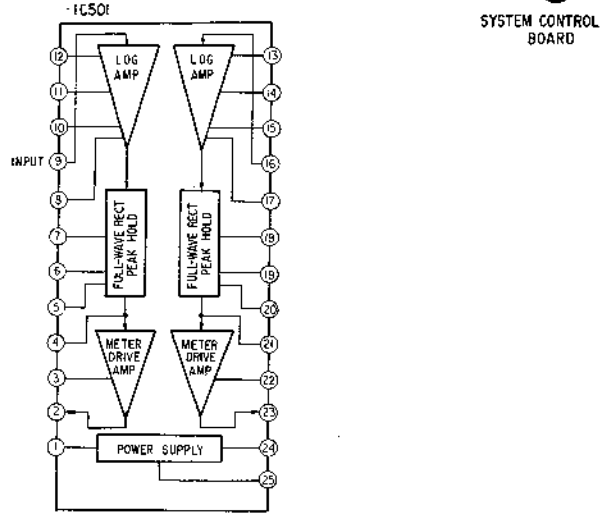 IC501
SYSTEM CONTROL
BOARD
LOG
AMP
LOG
AMP
12
13
11
14
10
15
INPUT
9
16
8
17
FULL-WAVE RECT
PEAK HOLD
FULL-WAVE RECT
PEAK HOLD
7
18
6
19
5
20
4
21
METER
DRIVE
AMP
METER
DRIVE
AMP
3
22
2
23
1
POWER SUPPLY
24
25